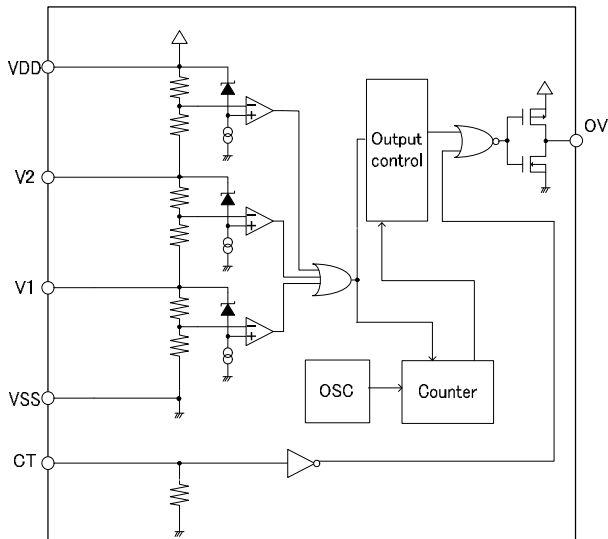 VDD
V2
V1
VSS
CT
Output
control
OV
OSC
Counter